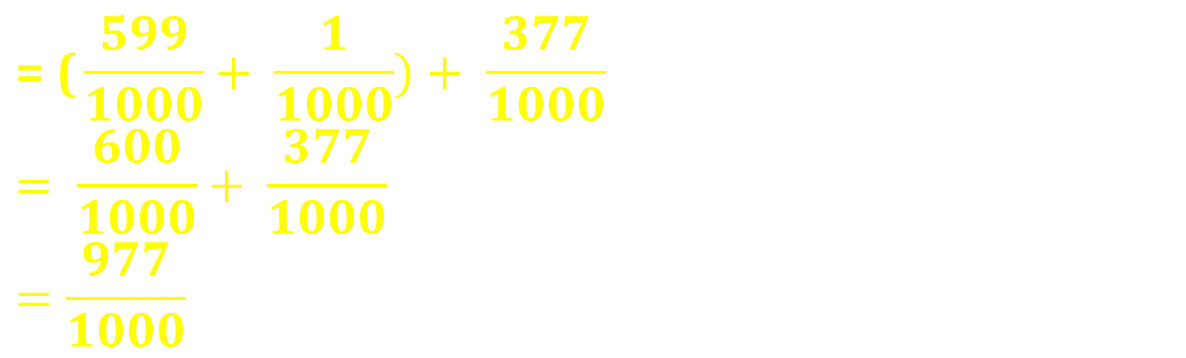 = (599/1000 + 1/1000) + 377/1000
= 600/1000 + 377/1000
= 977/1000